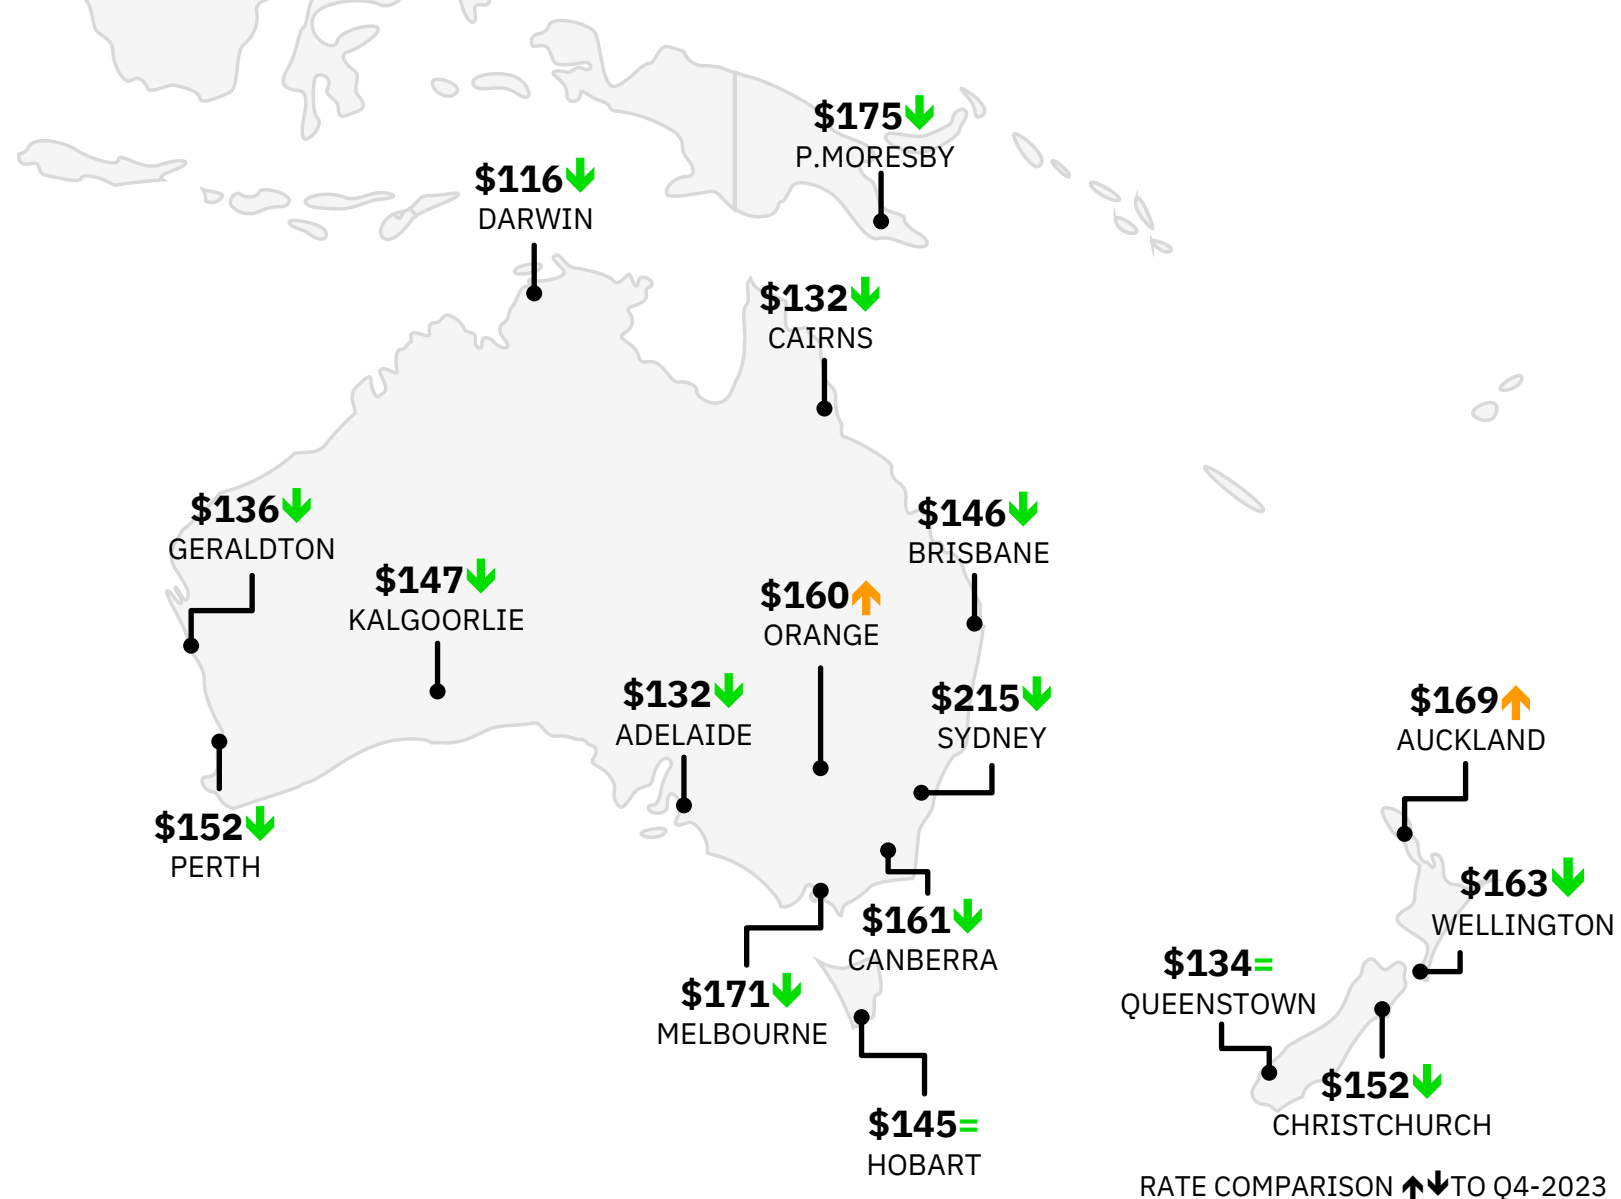 $175↓
P.MORESBY
$116↓
DARWIN
$132↓
CAIRNS
$136↓
GERALDTON
$146↓
BRISBANE
$147↓
KALGOORLIE
$160↑
ORANGE
$132↓
ADELAIDE
$215↓
SYDNEY
$169↑
AUCKLAND
$152↓
PERTH
$163↓
WELLINGTON
$161↓
CANBERRA
$134=
QUEENSTOWN
$171↓
MELBOURNE
$152↓
CHRISTCHURCH
$145=
HOBART
RATE COMPARISON ↑↓TO Q4-2023